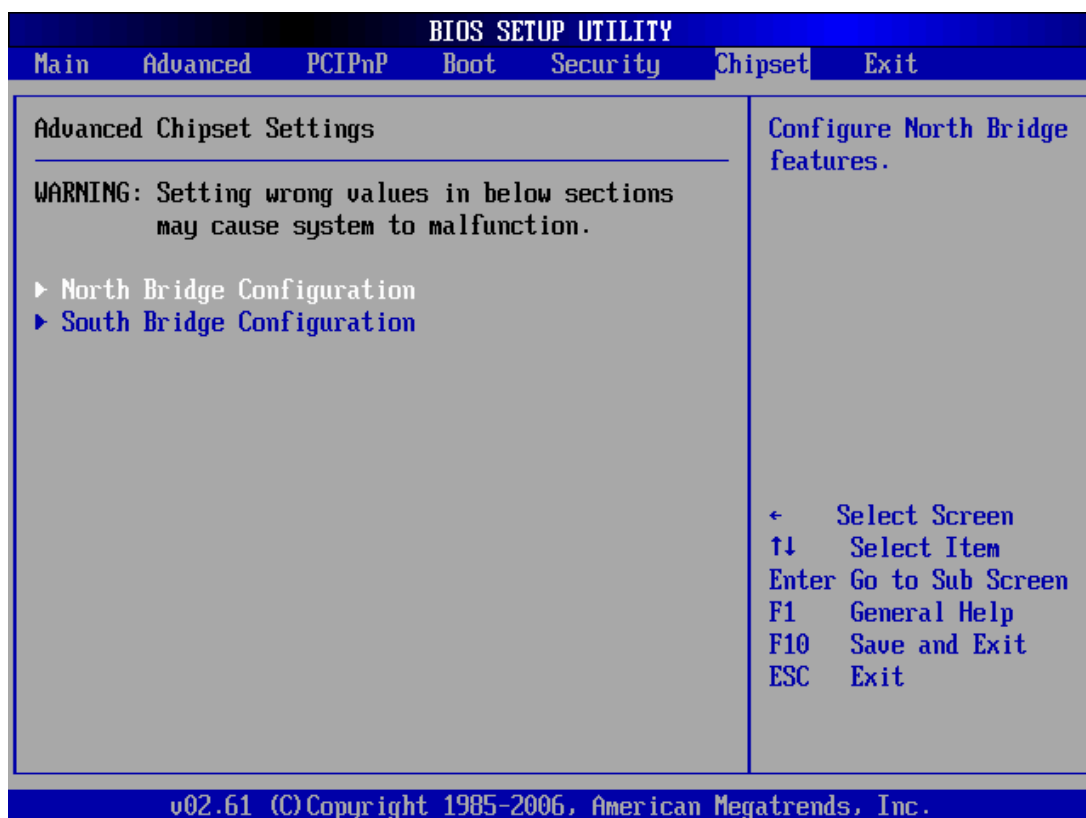 BIOS SETUP UTILITY
Main Advanced PCIPnP Boot Security Chipset Exit
Advanced Chipset Settings
WARNING: Setting wrong values in below sections
may cause system to malfunction.
► North Bridge Configuration
► South Bridge Configuration
Configure North Bridge
features.
← Select Screen
↑↓ Select Item
Enter Go to Sub Screen
F1 General Help
F10 Save and Exit
ESC Exit
v02.61 (C)Copyright 1985-2006, American Megatrends, Inc.